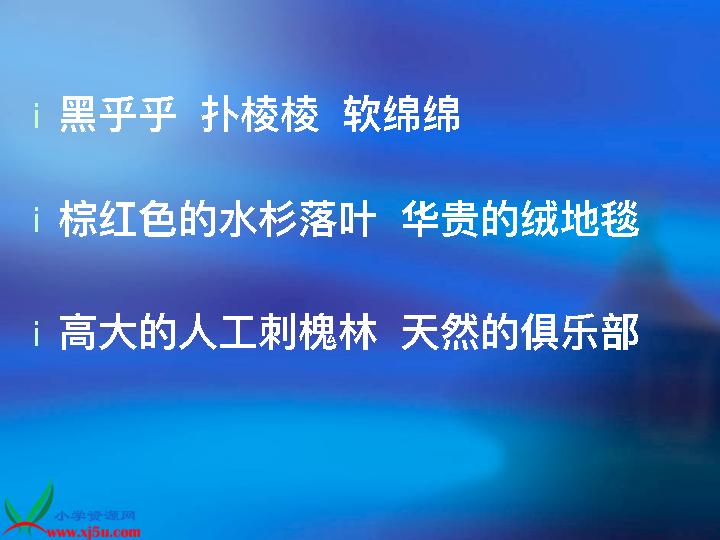 i 黑乎乎 扑棱棱 软绵绵
i 棕红色的水杉落叶 华贵的绒地毯
i 高大的人工刺槐林 天然的俱乐部
小学资源网
www.xj5u.com